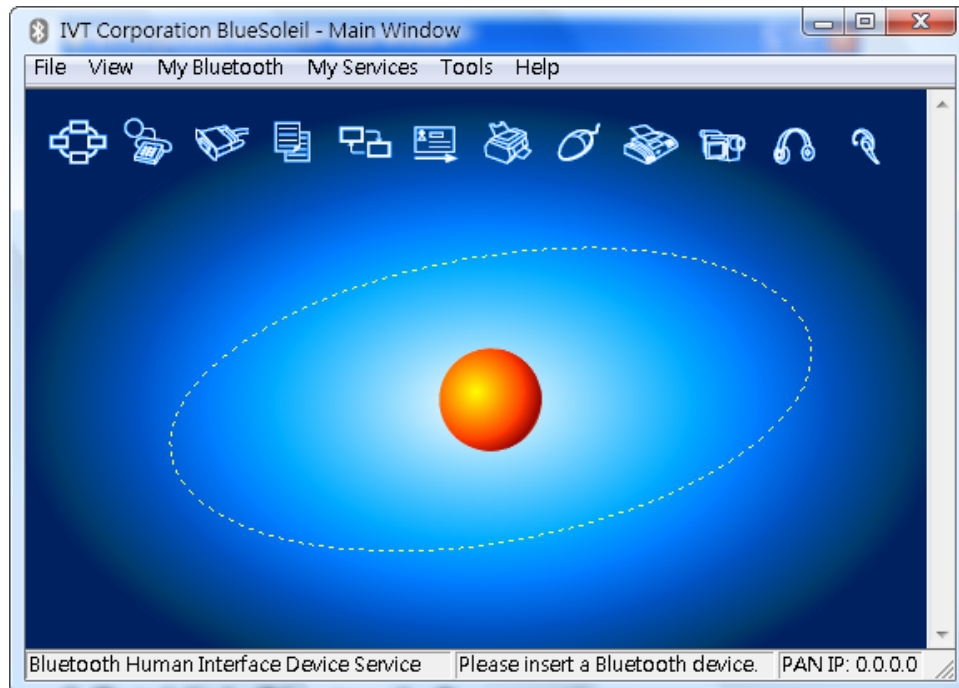 IVT Corporation BlueSoleil - Main Window
File View My Bluetooth My Services Tools Help
Bluetooth Human Interface Device Service Please insert a Bluetooth device. PAN IP: 0.0.0.0